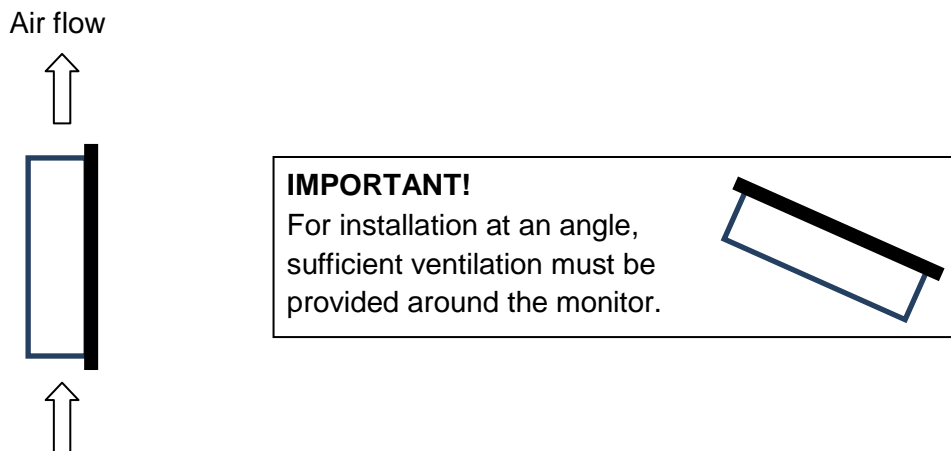 Air flow
IMPORTANT!
For installation at an angle,
sufficient ventilation must be
provided around the monitor.